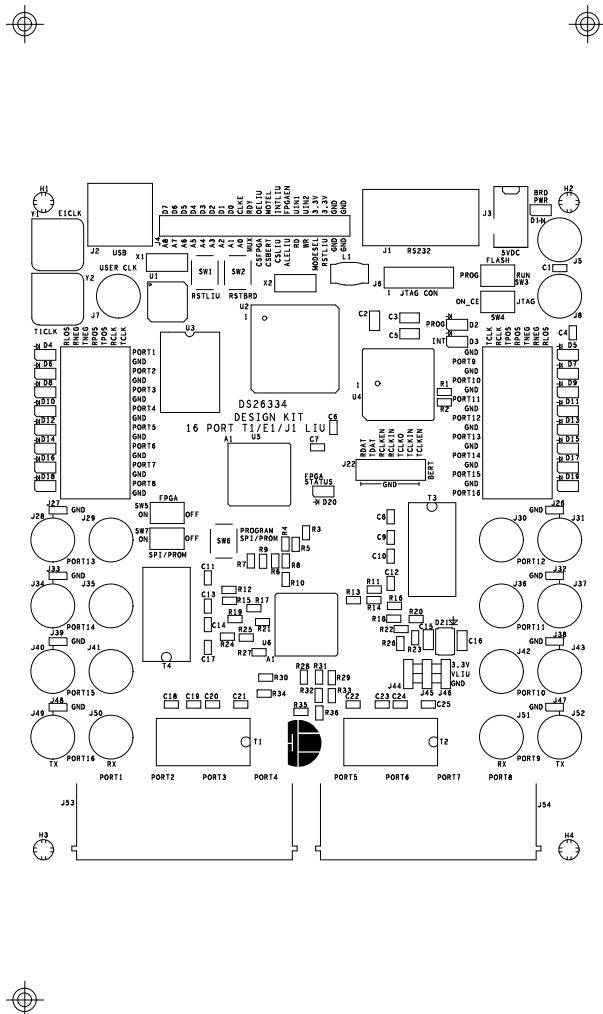 H1
H2
Y1
E1CLK
J2
USB
D7
D6
D5
D4
D3
D2
D1
D0
CLKE
RDY
OELIU
MOTEL
INTLIU
FPGAEN
UIN1
UIN2
3.3V
3.3V
GND
GND
J4
A8
A7
A6
A5
A4
A3
A2
A1
A0
MUX
CSFPGA
CSBERT
CSLIU
ALELIU
RD
WR
MODESEL
RSTLIU
GND
GND
J1
RS232
J3
5VDC
BRD
PWR
D1
J5
C1
X1
Y2
USER CLK
U1
SW1
SW2
RSTLIU
RSTBRD
X2
L1
J6
1
JTAG CON
FLASH
PROG
RUN
SW3
ON_CE
JTAG
SW4
J8
T1CLK
J7
U2
1
U3
C2
C3
C5
PROG
D2
INT
D3
C4
RLOS
RNEG
TNEG
RPOS
TPOS
RCLK
TCLK
TCLK
RCLK
TPOS
RPOS
TNEG
RNEG
RLOS
D4
D6
D8
D10
D12
D14
D16
D18
PORT1
GND
PORT2
GND
PORT3
GND
PORT4
GND
PORT5
GND
PORT6
GND
PORT7
GND
PORT8
GND
GND
PORT9
GND
PORT10
GND
PORT11
GND
PORT12
GND
PORT13
GND
PORT14
GND
PORT15
GND
PORT16
D5
D7
D9
D11
D13
D15
D17
D19
1
U4
R1
R2
DS26334
DESIGN KIT
16 PORT T1/E1/J1 LIU
C6
A1
U5
C7
RDAT
TDAT
RCLKEN
RCLKIN
TCLKO
TCLKIN
TCLKEN
J22
BERT
GND
FPGA
STATUS
D20
T3
J27
GND
J28
J29
SW5
FPGA
ON
OFF
SW7
ON
OFF
SPI/PROM
SW6
PROGRAM
SPI/PROM
R4
R3
R5
R9
R7
R6
R8
R10
C8
C9
C10
C12
J26
GND
J30
J31
PORT13
PORT12
J33
GND
J34
J35
C11
C13
C14
C17
R12
R15
R17
R19
R21
R24
R25
R27
U6
A1
R11
R13
R14
R16
R18
R20
R22
R23
R26
D21
C15
C16
J32
GND
J36
J37
PORT14
PORT11
J39
GND
J40
J41
T4
R30
R28
R31
R29
R34
R32
R33
R35
R36
3.3V
VLIU
GND
J44
J45
J46
J38
GND
J42
J43
PORT15
PORT10
J48
GND
J49
J50
C18
C19
C20
C21
C22
C23
C24
C25
J47
GND
J51
J52
T1
T2
PORT16
TX
RX
PORT9
RX
TX
PORT1
PORT2
PORT3
PORT4
PORT5
PORT6
PORT7
PORT8
J53
J54
H3
H4